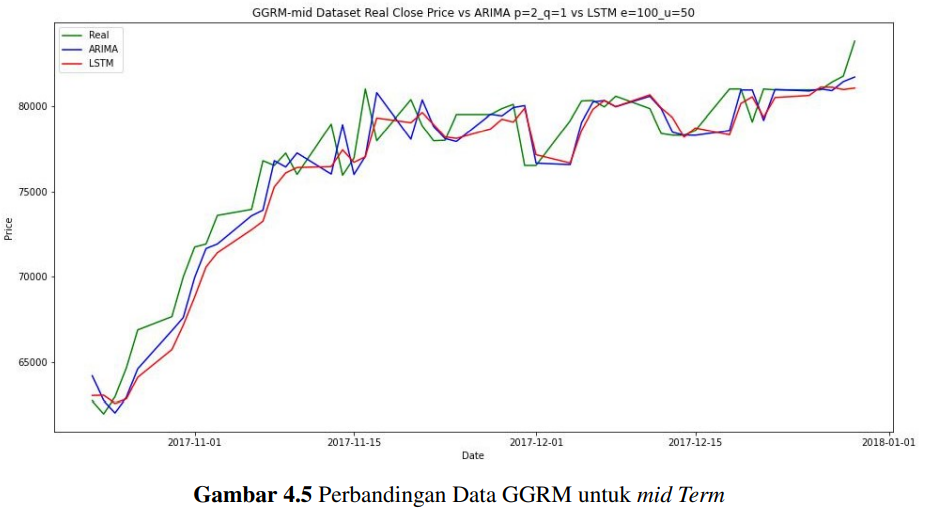 GGRM-mid Dataset Real Close Price vs ARIMA p=2_q=1 vs LSTM e=100_u=50
Real
ARIMA
LSTM
80000
75000
70000
65000
Price
2017-11-01
2017-11-15
2017-12-01
2017-12-15
2018-01-01
Date
Gambar 4.5 Perbandingan Data GGRM untuk mid Term